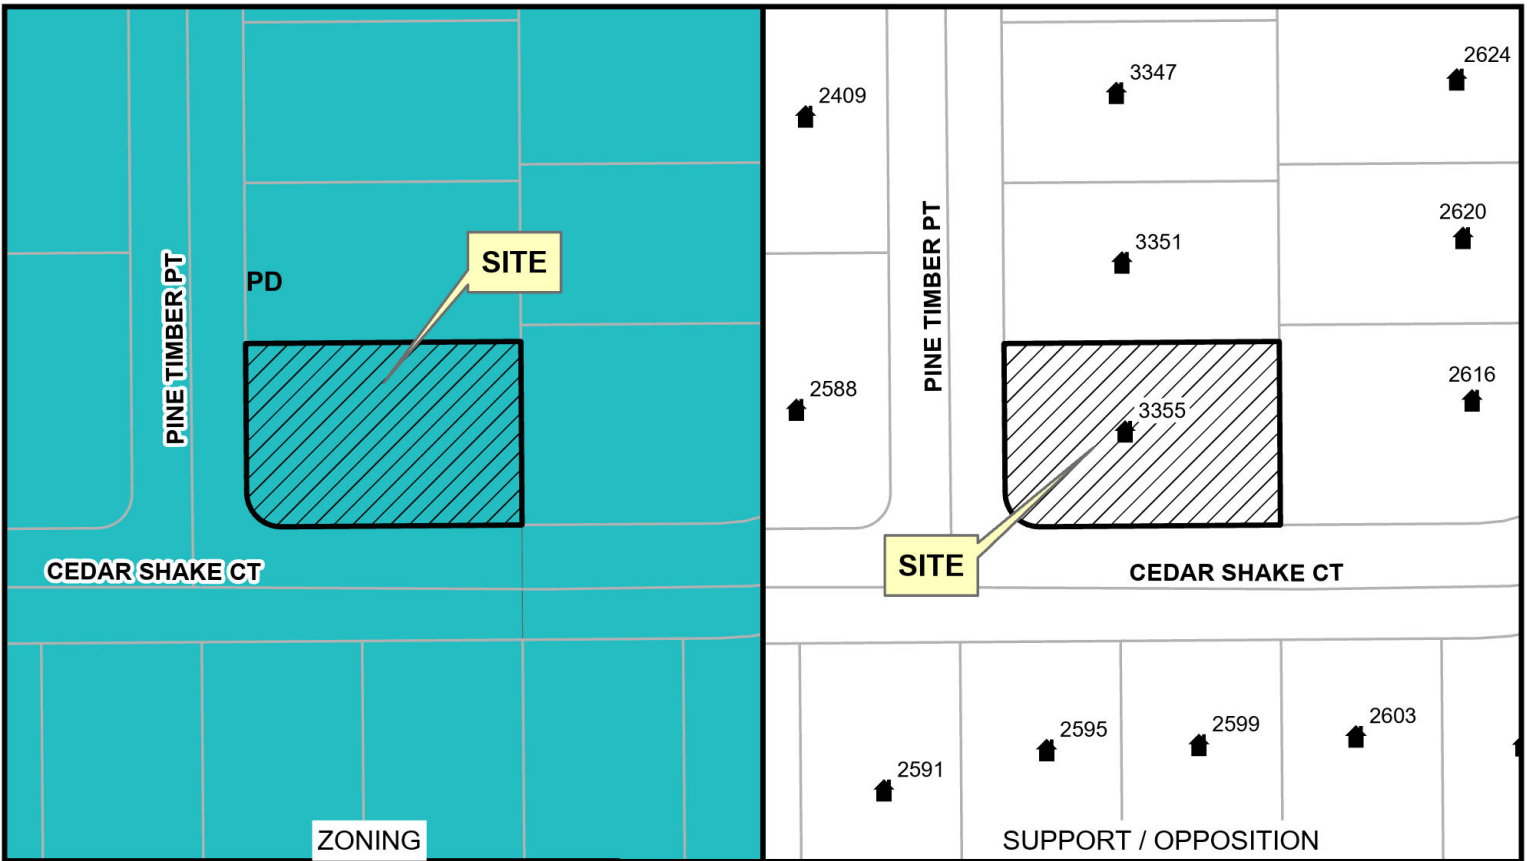 SITE
PD
PINE TIMBER PT
CEDAR SHAKE CT
ZONING
2624
3347
2409
2620
3351
PINE TIMBER PT
2616
2588
3355
SITE
CEDAR SHAKE CT
2603
2599
2595
2591
SUPPORT / OPPOSITION